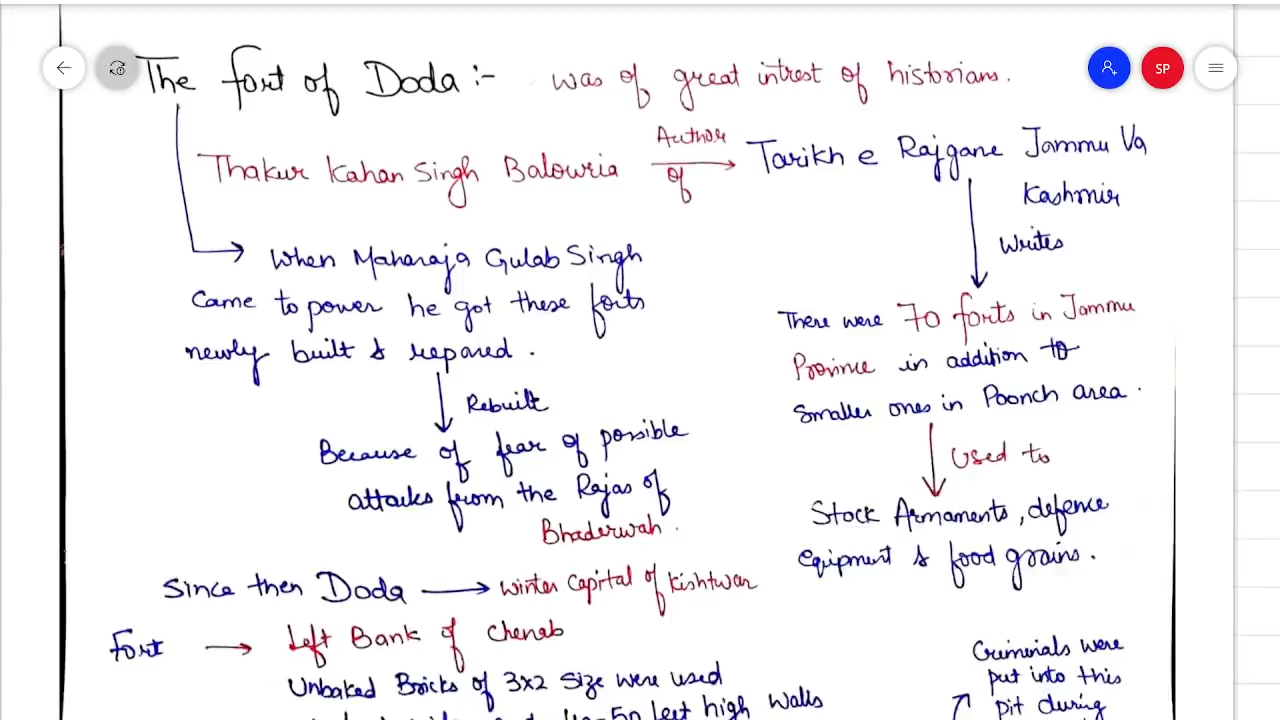 The fort of Doda :- was of great intrest of historians.
Thakur Kahan Singh Balowria Author of Tarikh e Rajgane Jammu Va
Kashmir
Writes
When Maharaja Gulab Singh
Came to power he got these forts
newly built & repared.
There were 70 forts in Jammu
Province in addition to
Smaller ones in Poonch area.
Rebuilt
Because of fear of possible
attacks from the Rajas of
Bhaderwah.
Used to
Stock Armaments, defence
equipment & food grains.
Since then Doda winter capital of Kishtwar
Fort Left Bank of Chenab
Unbaked Bricks of 3x2 Size were used
feet high walls
Criminals were
put into this
pit during
SP